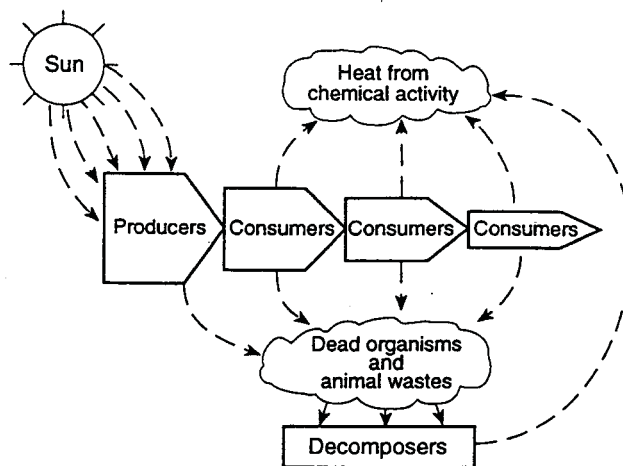 Sun
Heat from
chemical activity
Producers
Consumers
Consumers
Consumers
Dead organisms
and
animal wastes
Decomposers